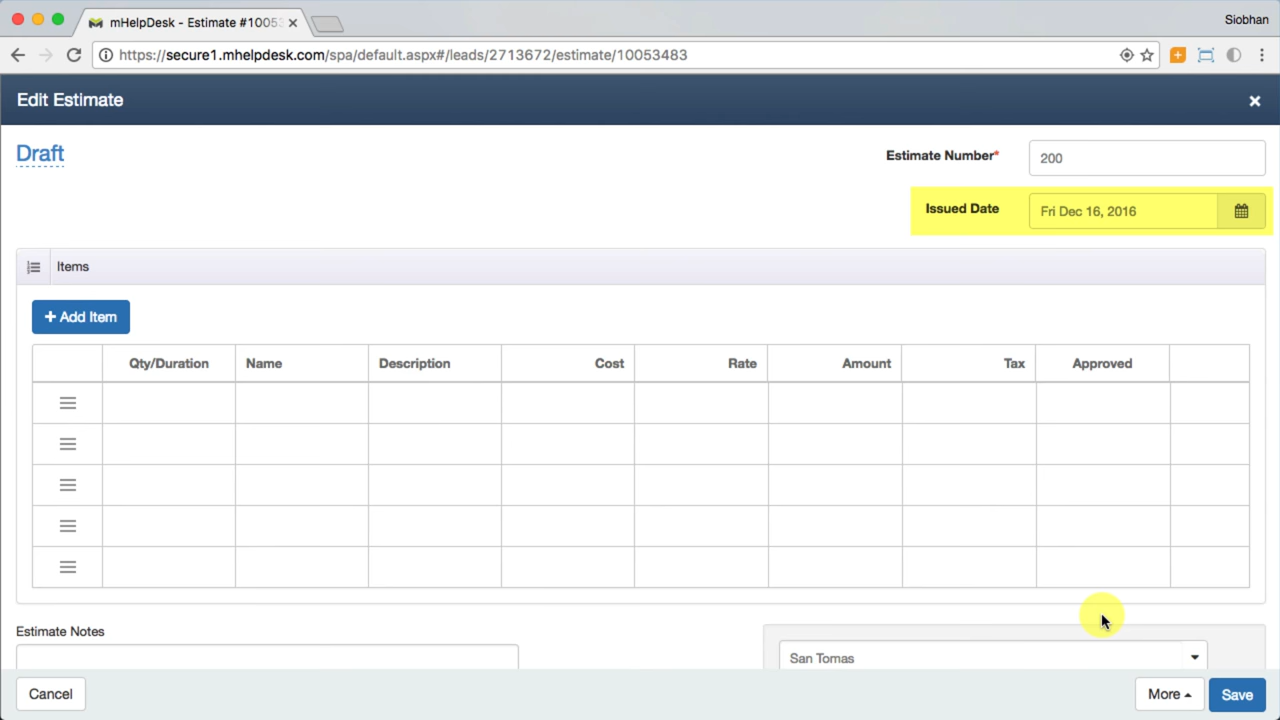 mHelpDesk - Estimate #1005
Siobhan
https://secure1.mhelpdesk.com/spa/default.aspx#/leads/2713672/estimate/10053483
Edit Estimate
Draft
Estimate Number* 200
Issued Date Fri Dec 16, 2016
Items
+ Add Item
Qty/Duration Name Description Cost Rate Amount Tax Approved
Estimate Notes
San Tomas
Cancel More Save